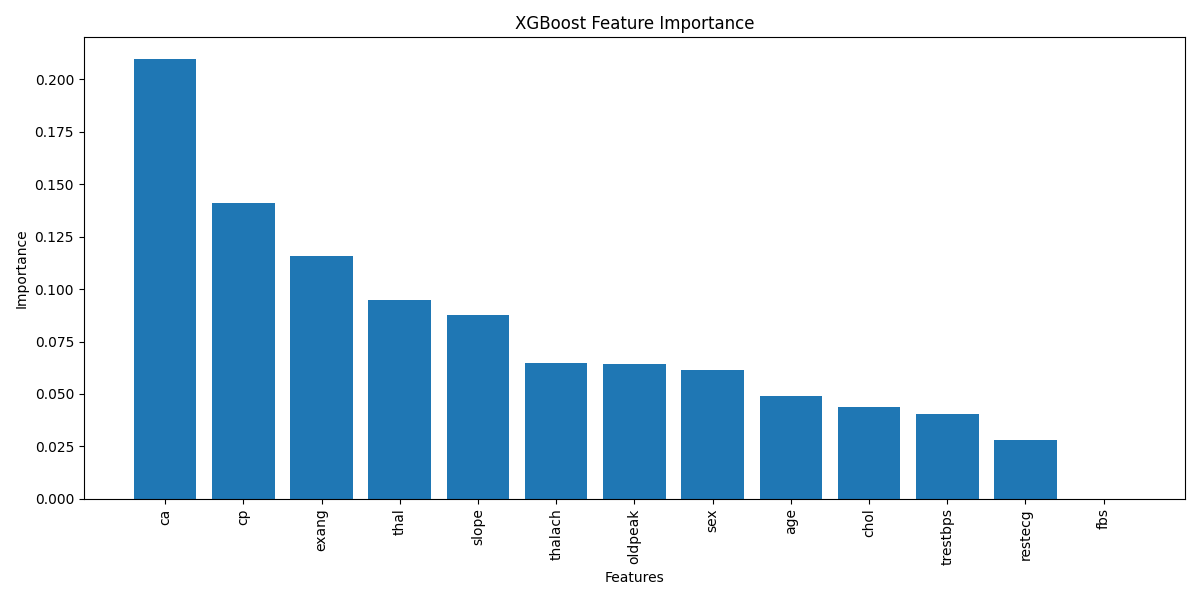 XGBoost Feature Importance
Importance
0.200
0.175
0.150
0.125
0.100
0.075
0.050
0.025
0.000
ca
cp
exang
thal
slope
thalach
oldpeak
sex
age
chol
trestbps
restecg
fbs
Features